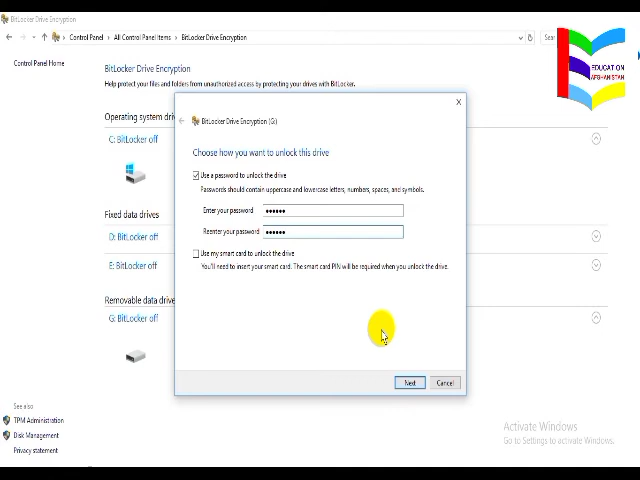 BitLocker Drive Encryption
Control Panel
All Control Panel Items
BitLocker Drive Encryption
Sear
EDUCATION
AFGHANISTAN
Control Panel Home
BitLocker Drive Encryption
Help protect your files and folders from unauthorized access by protecting your drives with BitLocker.
Operating system driv
C: BitLocker off
Fixed data drives
D: BitLocker off
E: BitLocker off
Removable data drive
G: BitLocker off
BitLocker Drive Encryption (G:)
Choose how you want to unlock this drive
Use a password to unlock the drive
Passwords should contain uppercase and lowercase letters, numbers, spaces, and symbols.
Enter your password ••••••
Reenter your password ••••••
Use my smart card to unlock the drive
You'll need to insert your smart card. The smart card PIN will be required when you unlock the drive.
Next
Cancel
See also
TPM Administration
Disk Management
Privacy statement
Activate Windows
Go to Settings to activate Windows.